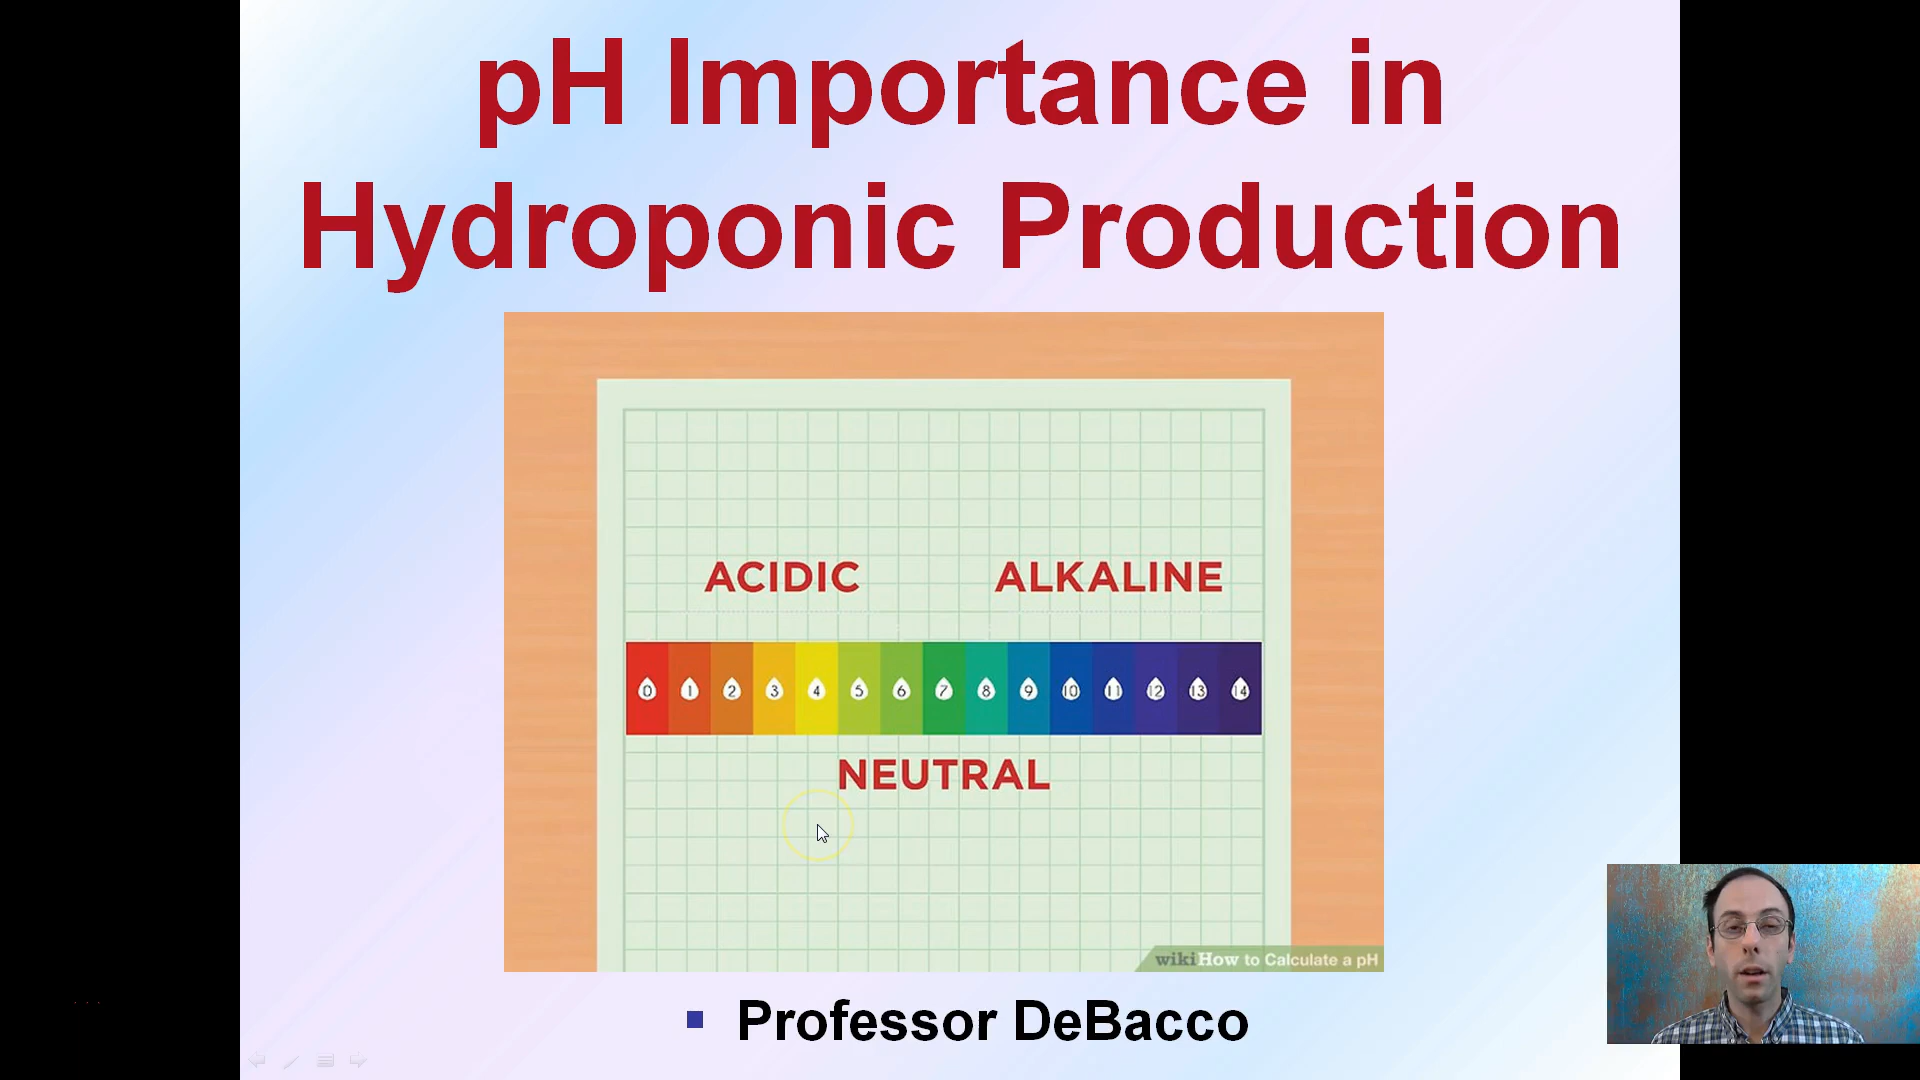 pH Importance in
Hydroponic Production
ACIDIC ALKALINE
0 1 2 3 4 5 6 7 8 9 10 11 12 13 14
NEUTRAL
wikiHow to Calculate a pH
Professor DeBacco